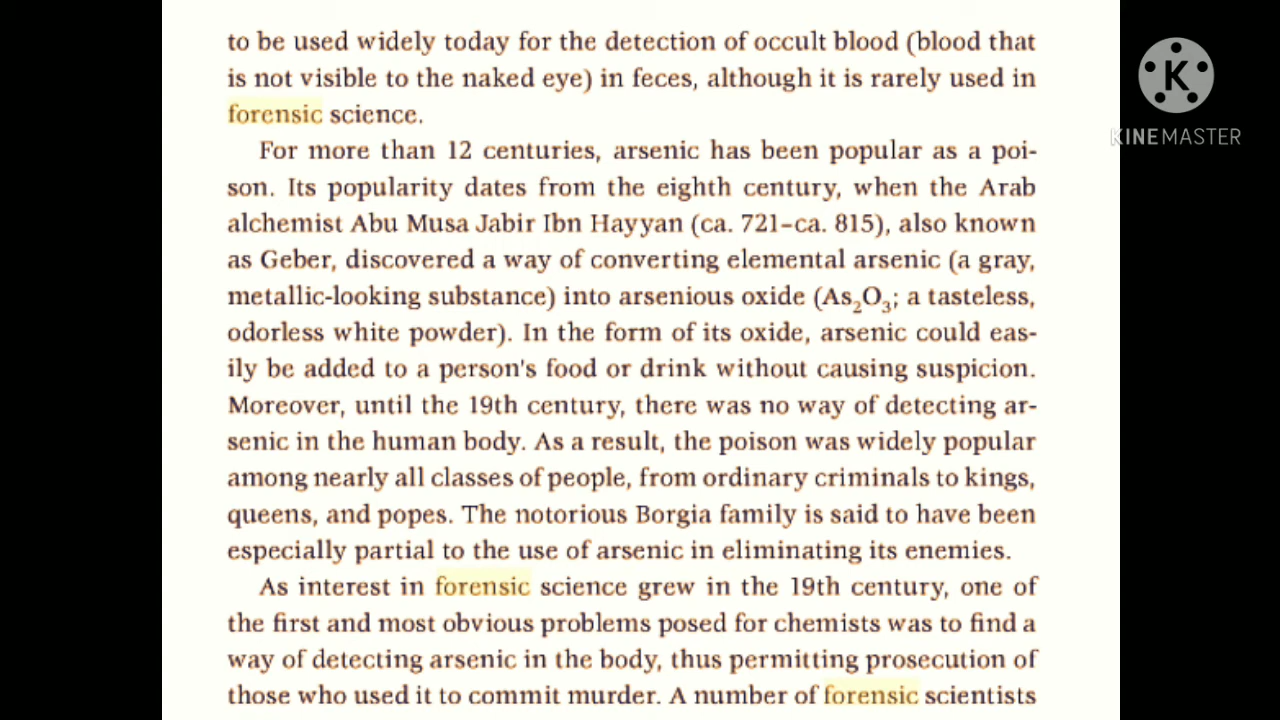 to be used widely today for the detection of occult blood (blood that
is not visible to the naked eye) in feces, although it is rarely used in
forensic science.
For more than 12 centuries, arsenic has been popular as a poi-
son. Its popularity dates from the eighth century, when the Arab
alchemist Abu Musa Jabir Ibn Hayyan (ca. 721–ca. 815), also known
as Geber, discovered a way of converting elemental arsenic (a gray,
metallic-looking substance) into arsenious oxide (As₂O₃; a tasteless,
odorless white powder). In the form of its oxide, arsenic could eas-
ily be added to a person's food or drink without causing suspicion.
Moreover, until the 19th century, there was no way of detecting ar-
senic in the human body. As a result, the poison was widely popular
among nearly all classes of people, from ordinary criminals to kings,
queens, and popes. The notorious Borgia family is said to have been
especially partial to the use of arsenic in eliminating its enemies.
As interest in forensic science grew in the 19th century, one of
the first and most obvious problems posed for chemists was to find a
way of detecting arsenic in the body, thus permitting prosecution of
those who used it to commit murder. A number of forensic scientists
K
KINEMASTER